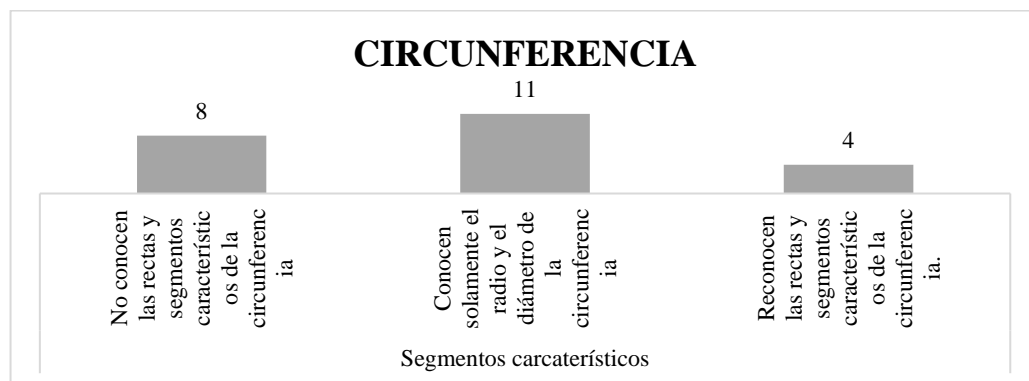 CIRCUNFERENCIA
8
11
4
No conocen
las rectas y
segmentos
característic
os de la
circunferenc
ia
Conocen
solamente el
radio y el
diámetro de
la
circunferenc
ia
Reconocen
las rectas y
segmentos
característic
os de la
circunferenc
ia.
Segmentos carcaterísticos